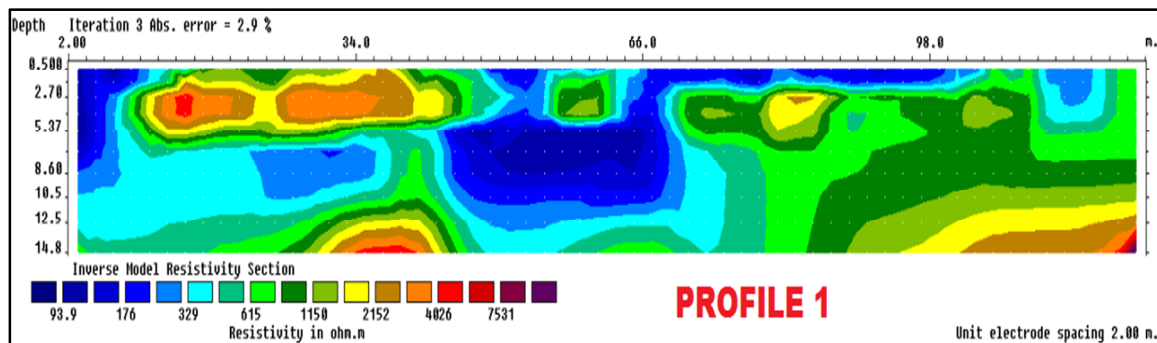 Depth Iteration 3 Abs. error = 2.9 %
2.00 34.0 66.0 98.0 m.
0.500
2.70
5.37
8.60
10.5
12.5
14.8
Inverse Model Resistivity Section
93.9 176 329 615 1150 2152 4026 7531
Resistivity in ohm.m
PROFILE 1
Unit electrode spacing 2.00 m.